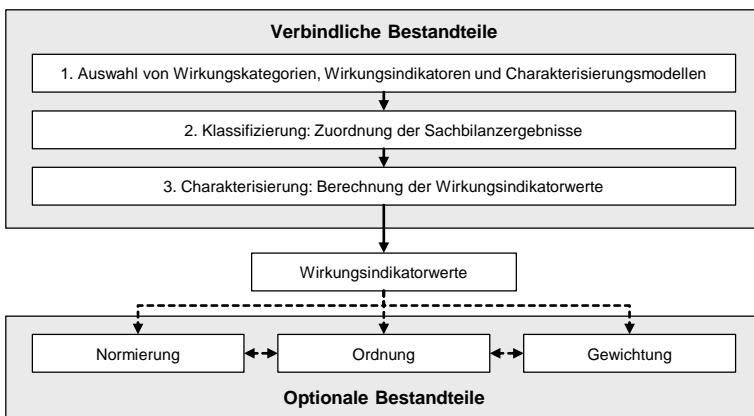 Verbindliche Bestandteile
1. Auswahl von Wirkungskategorien, Wirkungsindikatoren und Charakterisierungsmodellen
2. Klassifizierung: Zuordnung der Sachbilanzergebnisse
3. Charakterisierung: Berechnung der Wirkungsindikatorwerte
Wirkungsindikatorwerte
Normierung
Ordnung
Gewichtung
Optionale Bestandteile